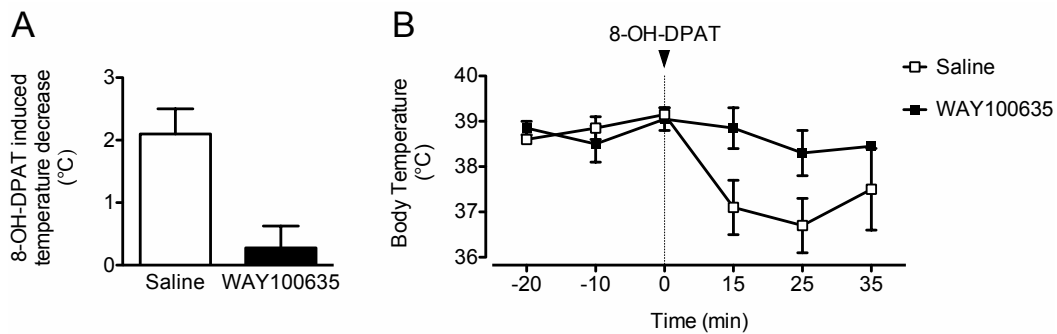 A
8-OH-DPAT induced
temperature decrease
(°C)
3
2
1
0
Saline
WAY100635
B
8-OH-DPAT
Body Temperature
(°C)
40
39
38
37
36
-20
-10
0
15
25
35
Time (min)
Saline
WAY100635